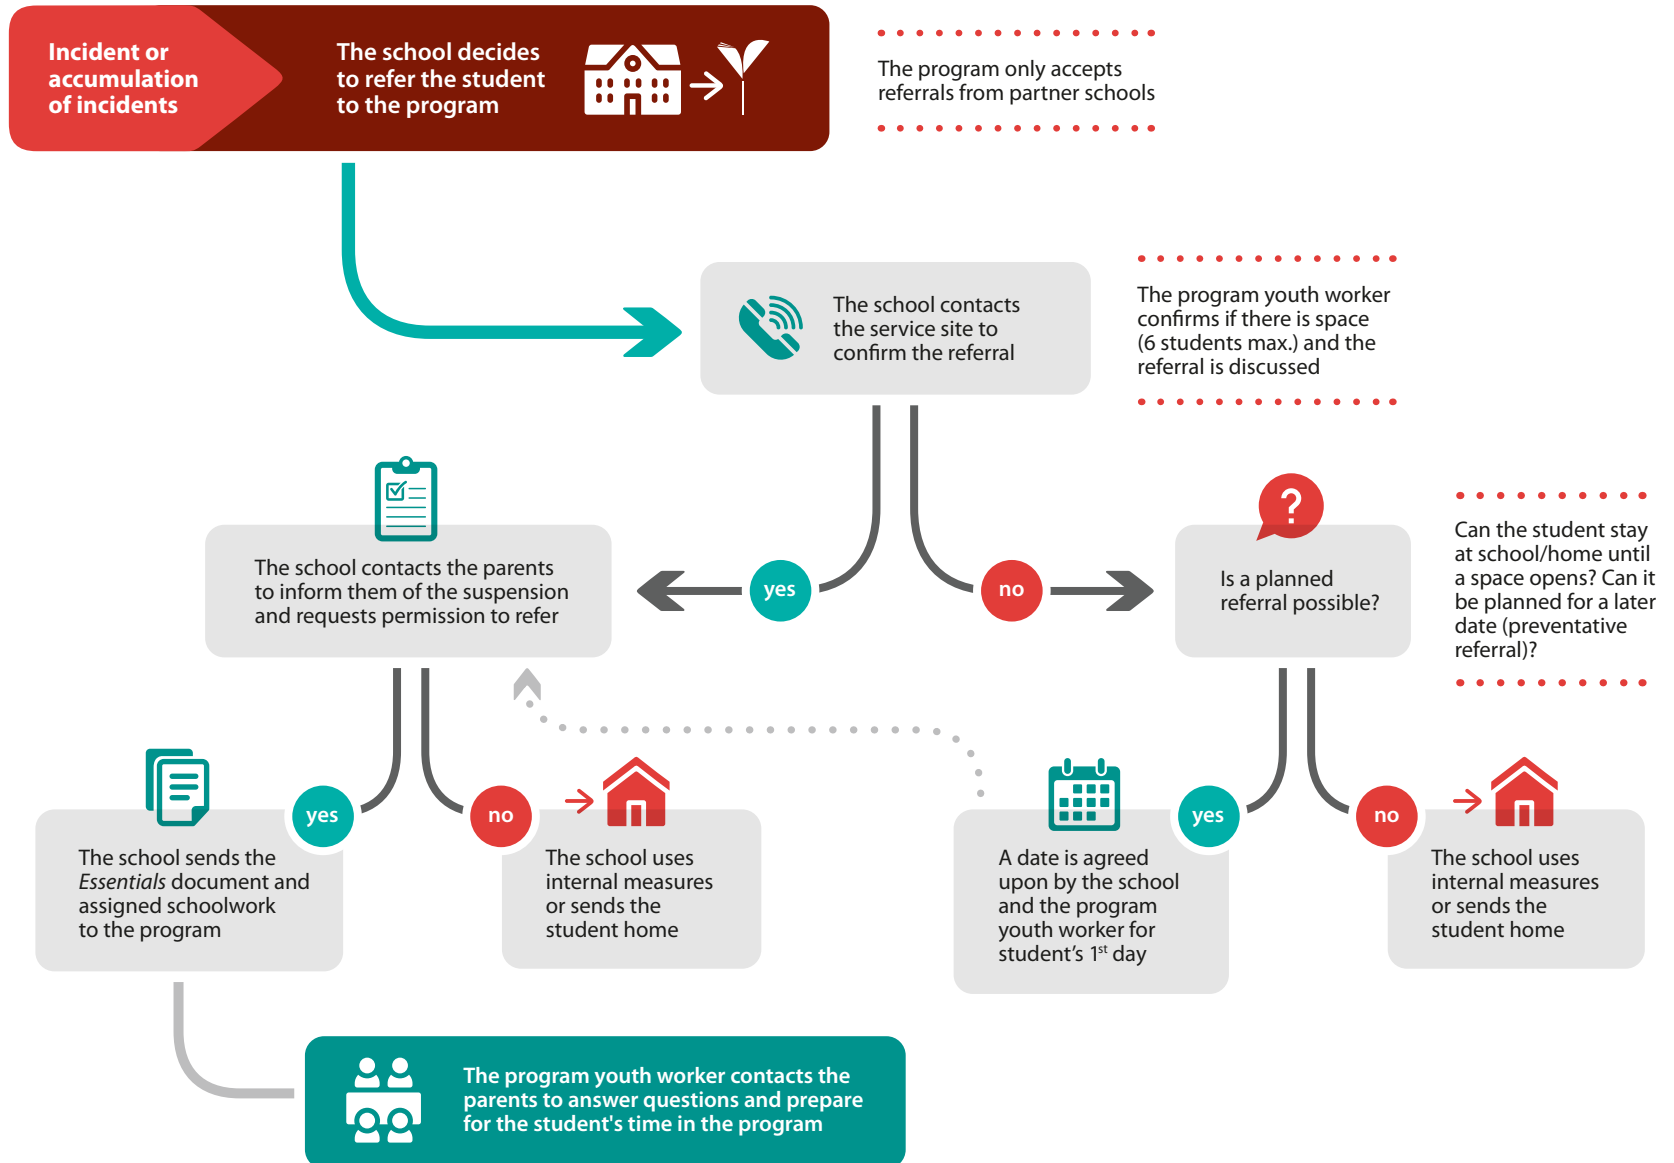 Incident or
accumulation
of incidents
The school decides
to refer the student
to the program
The program only accepts
referrals from partner schools
The school contacts
the service site to
confirm the referral
The program youth worker
confirms if there is space
(6 students max.) and the
referral is discussed
yes
no
The school contacts the parents
to inform them of the suspension
and requests permission to refer
?
Is a planned
referral possible?
Can the student stay
at school/home until
a space opens? Can it
be planned for a later
date (preventative
referral)?
yes
no
The school sends the
Essentials document and
assigned schoolwork
to the program
The school uses
internal measures
or sends the
student home
yes
no
A date is agreed
upon by the school
and the program
youth worker for
student's 1st day
The school uses
internal measures
or sends the
student home
The program youth worker contacts the
parents to answer questions and prepare
for the student's time in the program